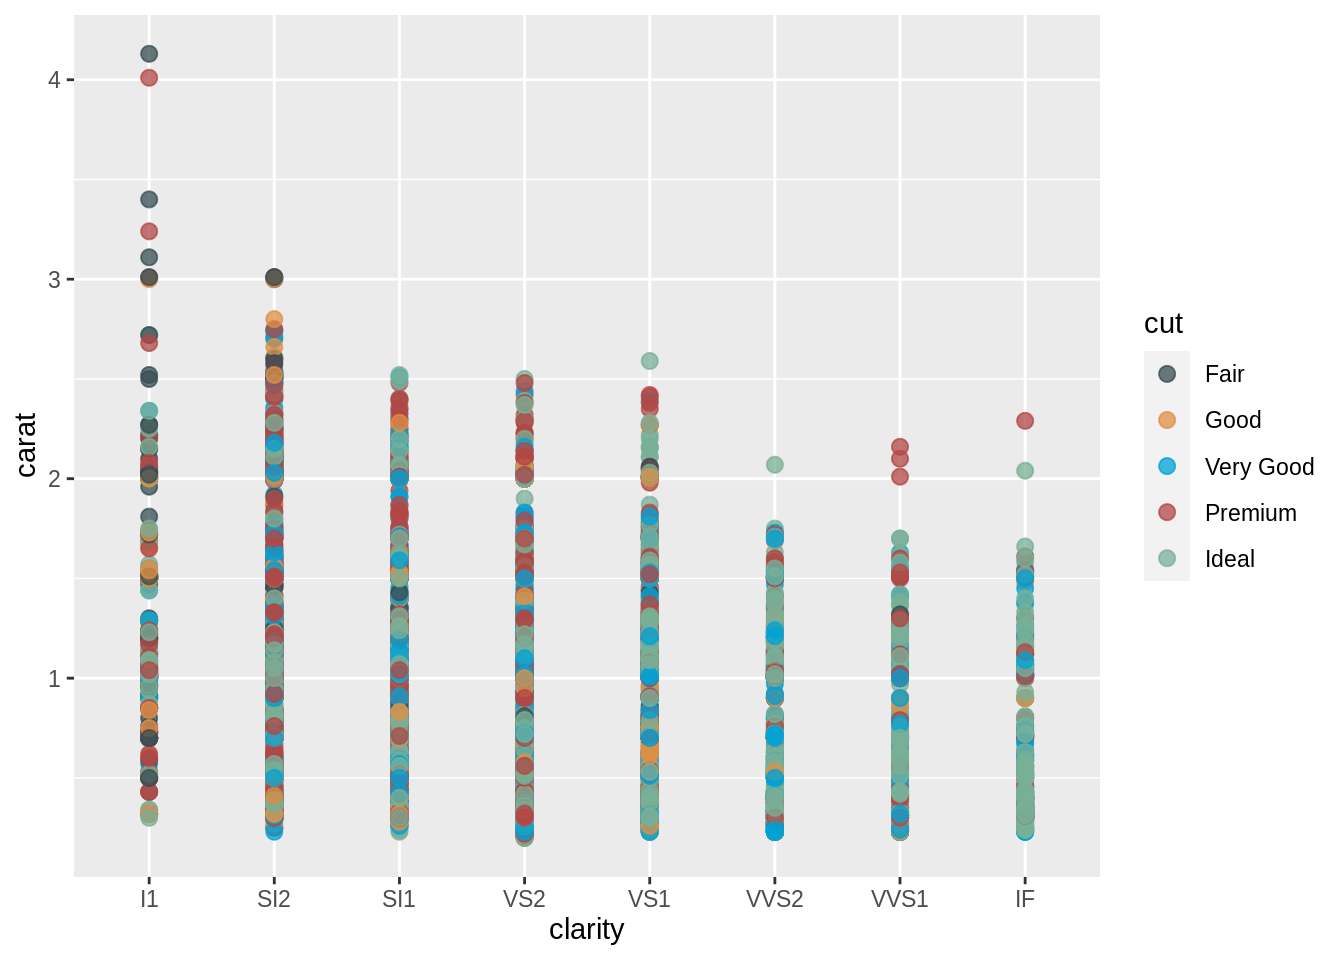 carat
4
3
2
1
I1 SI2 SI1 VS2 VS1 VVS2 VVS1 IF
clarity
cut
Fair
Good
Very Good
Premium
Ideal